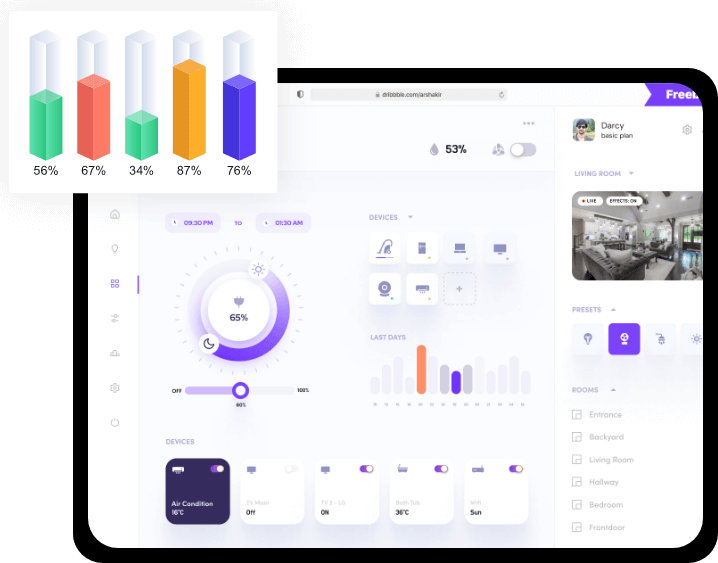 56% 67% 34% 87% 76%
dribbble.com/arshakir
Free
53%
Darcy
basic plan
LIVING ROOM
LIVE EFFECTS: ON
09:30 PM TO 01:30 AM
65%
OFF 100%
60%
DEVICES
LAST DAYS
PRESETS
ROOMS
Entrance
Backyard
Living Room
Hallway
Bedroom
Frontdoor
DEVICES
Air Condition
16°C
TV Main
Off
TV 2 - LG
ON
Bath Tub
36°C
Wifi
Sun